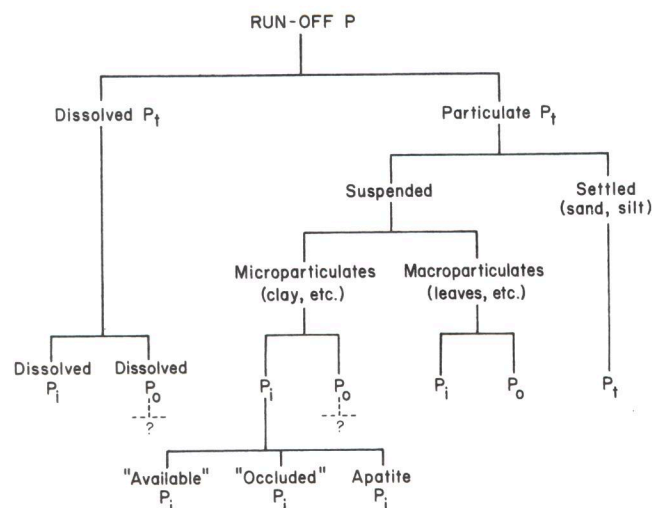 RUN-OFF P
Dissolved Pt
Particulate Pt
Suspended
Settled
(sand, silt)
Microparticulates
(clay, etc.)
Macroparticulates
(leaves, etc.)
Dissolved
Pi
Dissolved
Po
?
Pi
Po
?
Pi
Po
Pt
"Available"
Pi
"Occluded"
Pi
Apatite
Pi